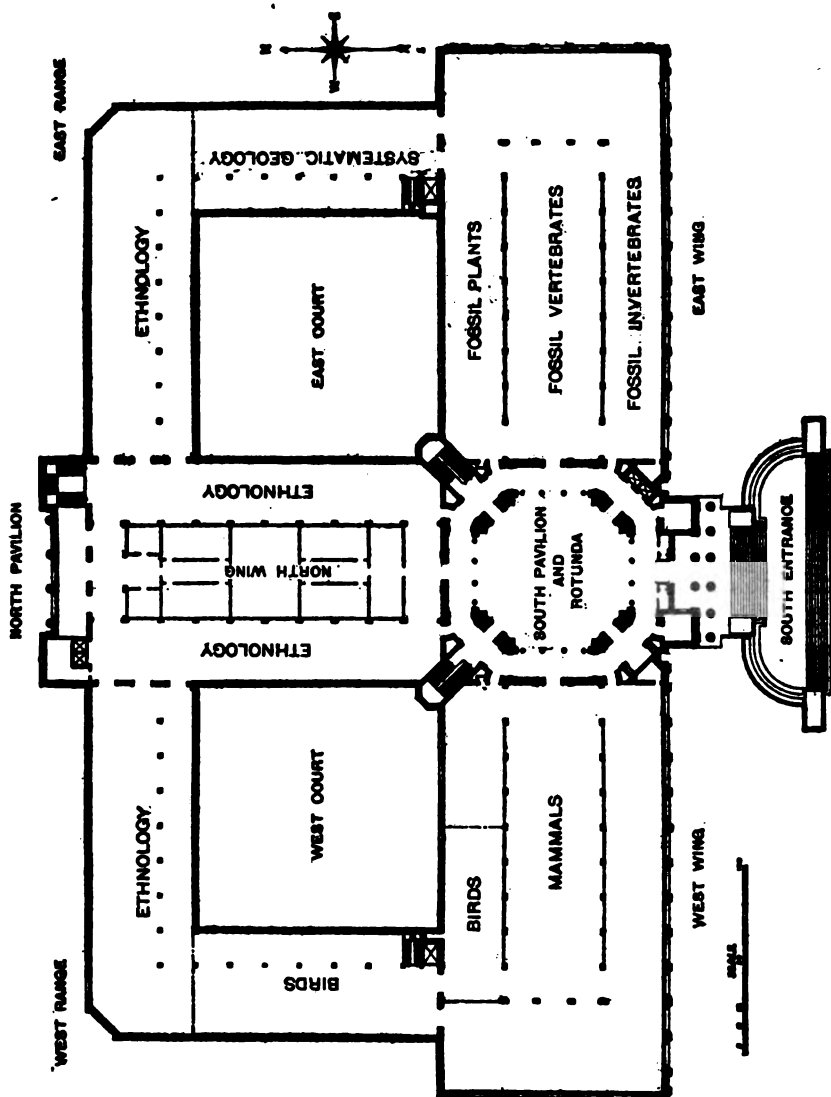 WEST RANGE
NORTH PAVILION
EAST RANGE
ETHNOLOGY
ETHNOLOGY
BIRDS
WEST COURT
ETHNOLOGY
NORTH WING
ETHNOLOGY
EAST COURT
SYSTEMATIC GEOLOGY
N
E
W
BIRDS
MAMMALS
SOUTH PAVILION
AND
ROTUNDA
FOSSIL PLANTS
FOSSIL VERTEBRATES
FOSSIL INVERTEBRATES
WEST WING
EAST WING
SCALE
SOUTH ENTRANCE